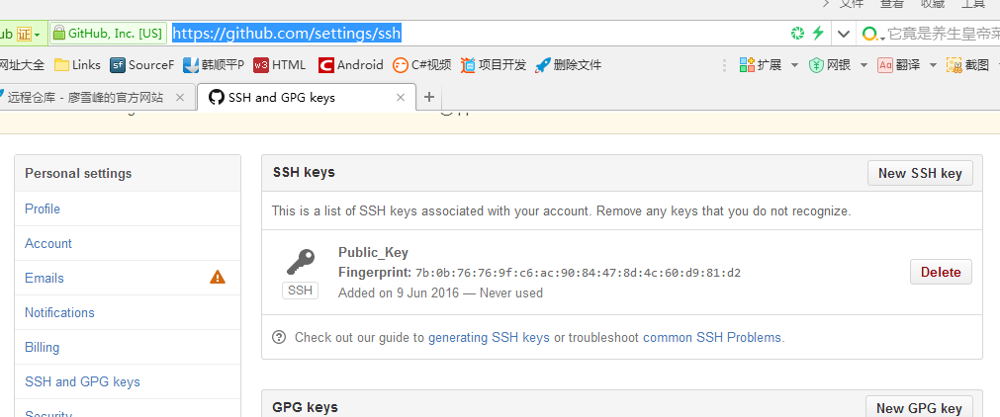 文件 查看 收藏 工具
ub 证 GitHub, Inc. [US] https://github.com/settings/ssh 它竟是养生皇帝菜
网址大全 Links SourceF 韩顺平P HTML Android C#视频 项目开发 删除文件 扩展 网银 翻译 截图
远程仓库 - 廖雪峰的官方网站 SSH and GPG keys
Personal settings
Profile
Account
Emails
Notifications
Billing
SSH and GPG keys
Security
SSH keys New SSH key
This is a list of SSH keys associated with your account. Remove any keys that you do not recognize.
Public_Key
Fingerprint: 7b:0b:76:76:9f:c6:ac:90:84:47:8d:4c:60:d9:81:d2
SSH Added on 9 Jun 2016 — Never used
Delete
Check out our guide to generating SSH keys or troubleshoot common SSH Problems.
GPG keys New GPG key